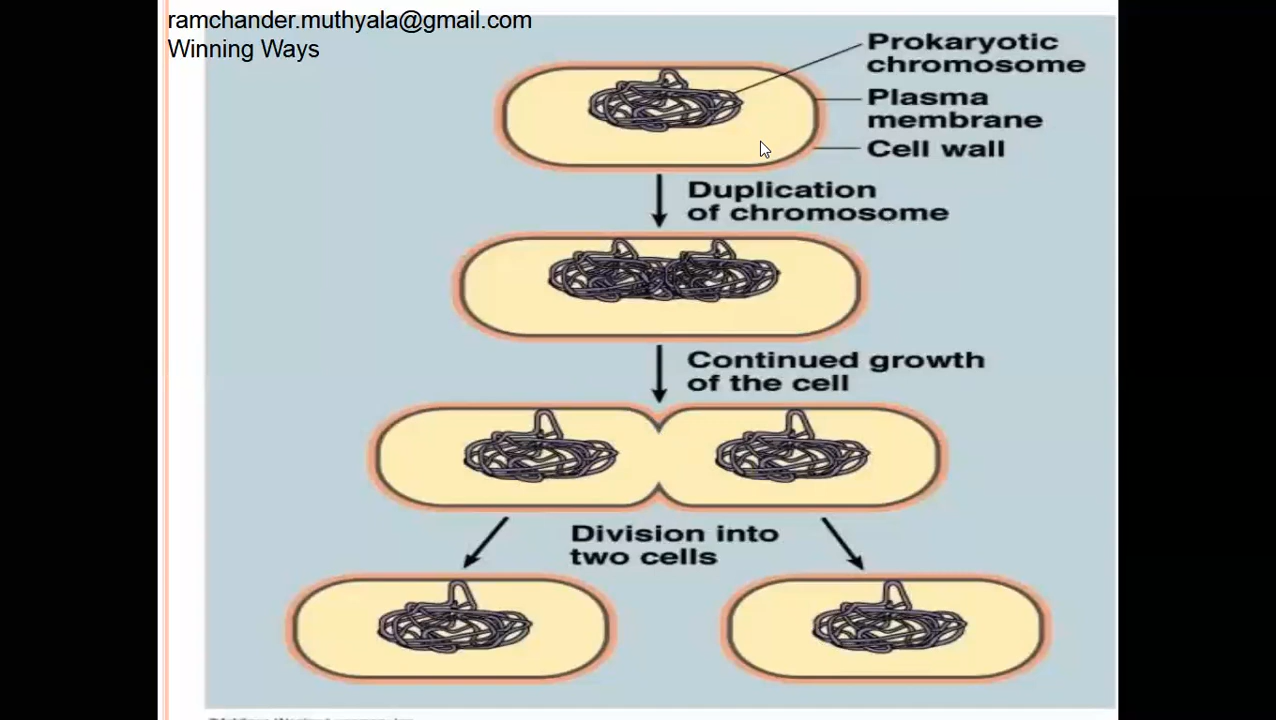 ramchander.muthyala@gmail.com
Winning Ways
Prokaryotic
chromosome
Plasma
membrane
Cell wall
Duplication
of chromosome
Continued growth
of the cell
Division into
two cells